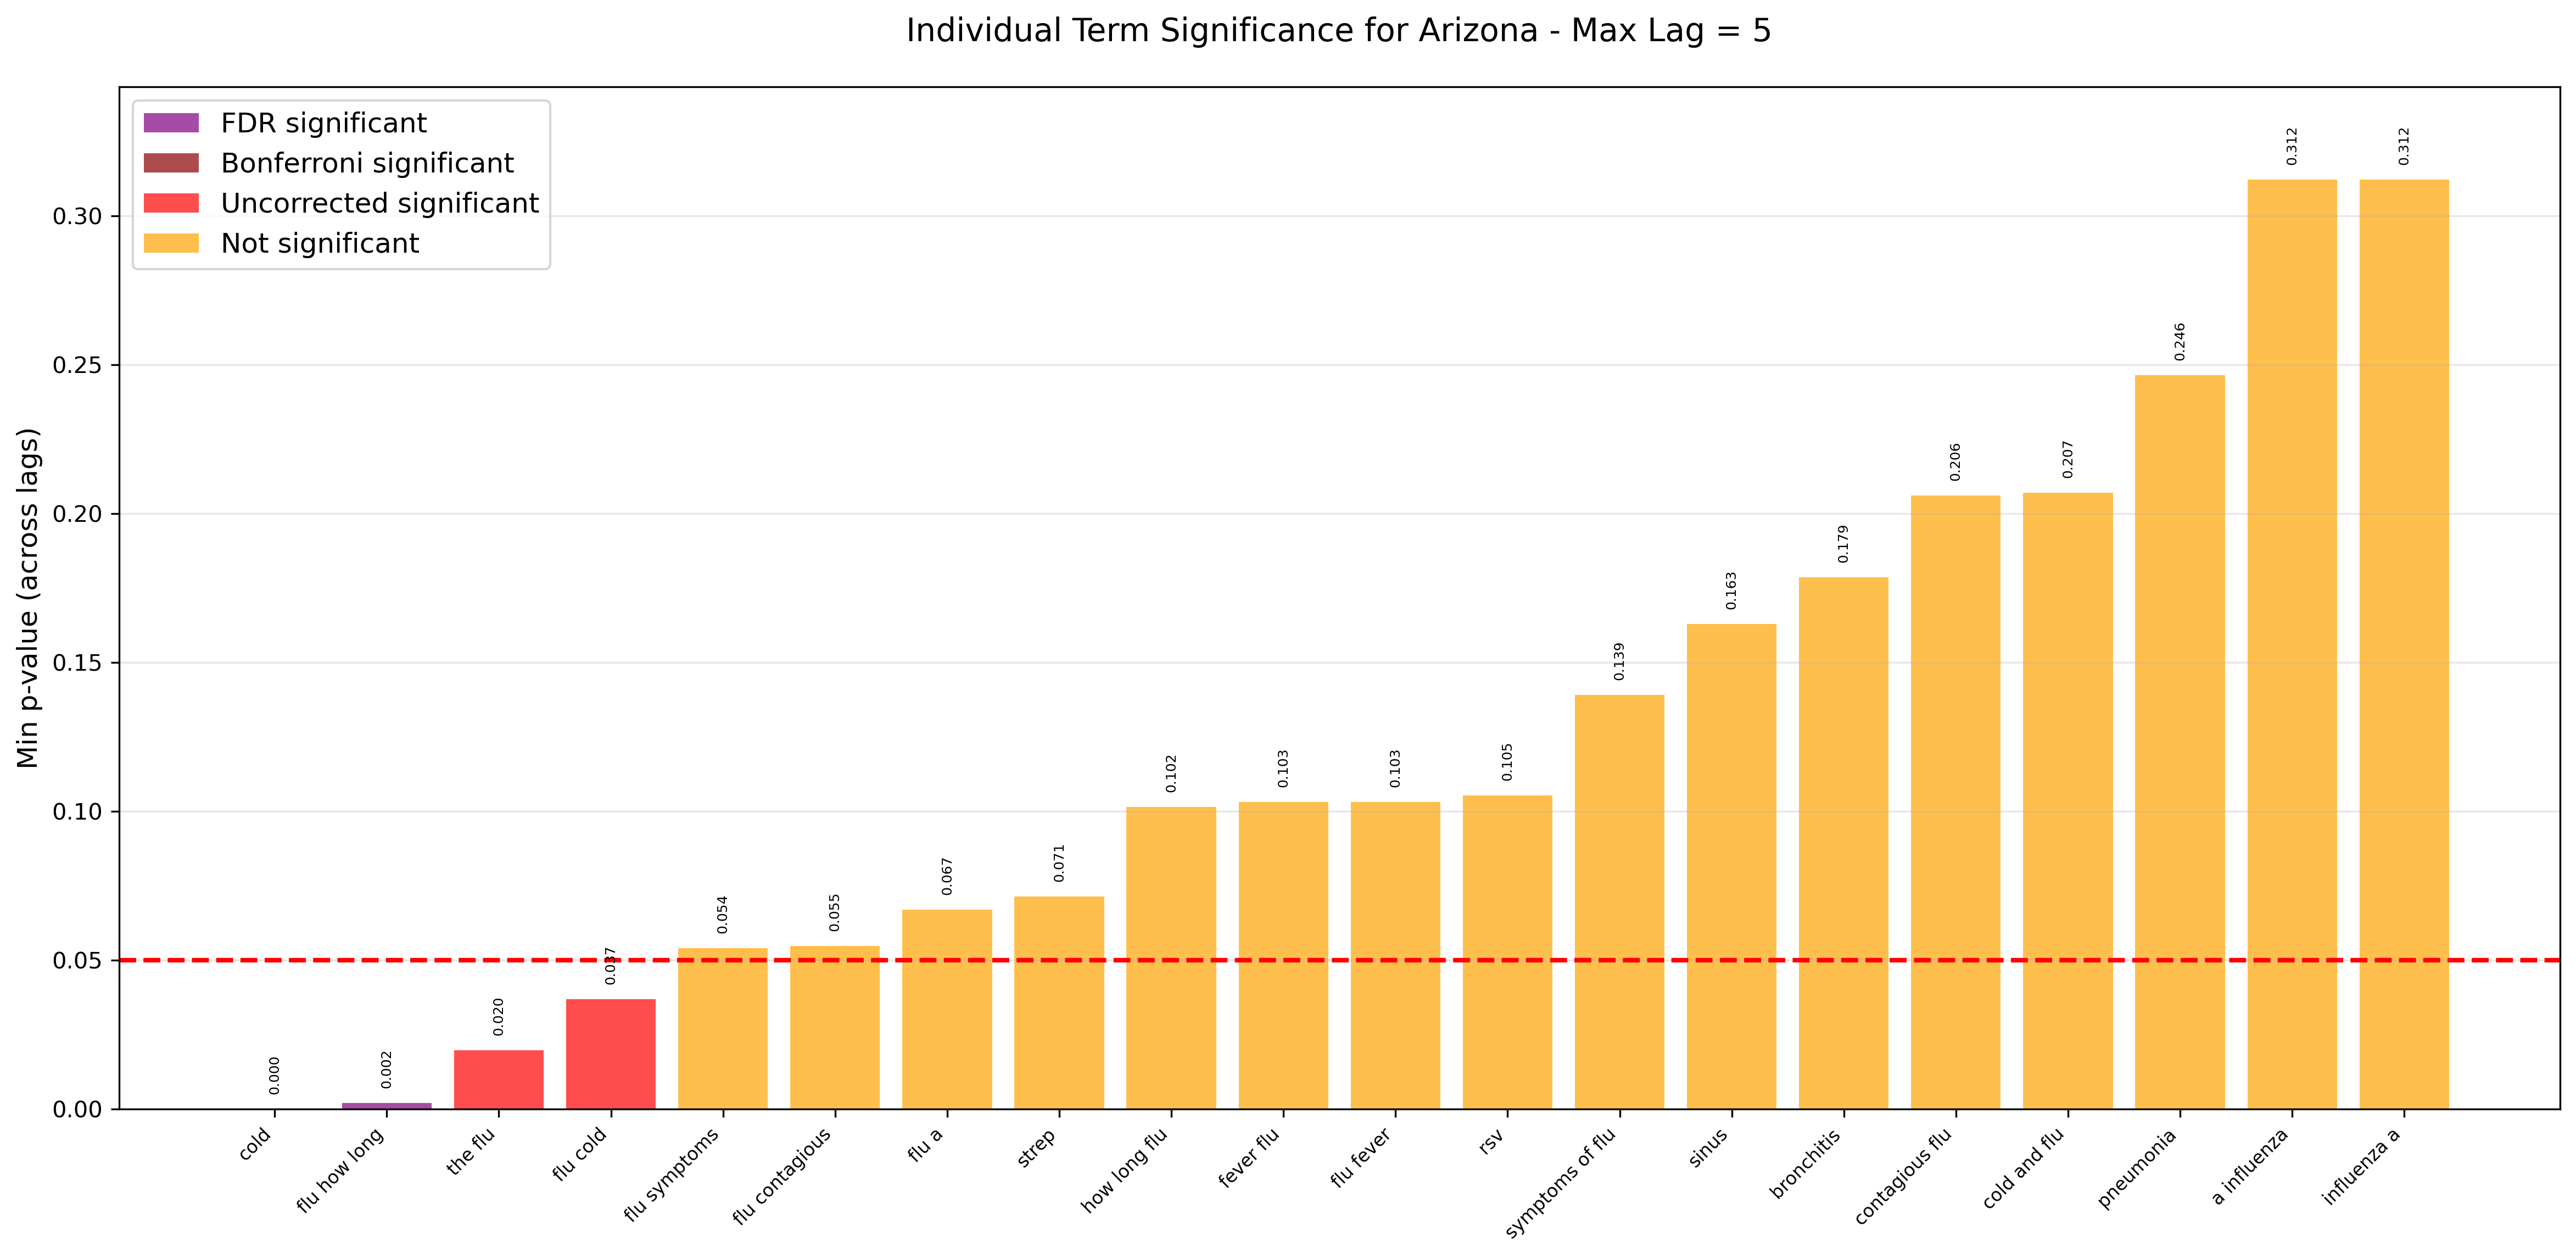 Individual Term Significance for Arizona - Max Lag = 5
FDR significant
Bonferroni significant
Uncorrected significant
Not significant
Min p-value (across lags)
0.30
0.25
0.20
0.15
0.10
0.05
0.00
0.000
0.002
0.020
0.037
0.054
0.055
0.067
0.071
0.102
0.103
0.103
0.105
0.139
0.163
0.179
0.206
0.207
0.246
0.312
0.312
cold
flu how long
the flu
flu cold
flu symptoms
flu contagious
flu a
strep
how long flu
fever flu
flu fever
rsv
symptoms of flu
sinus
bronchitis
contagious flu
cold and flu
pneumonia
a influenza
influenza a